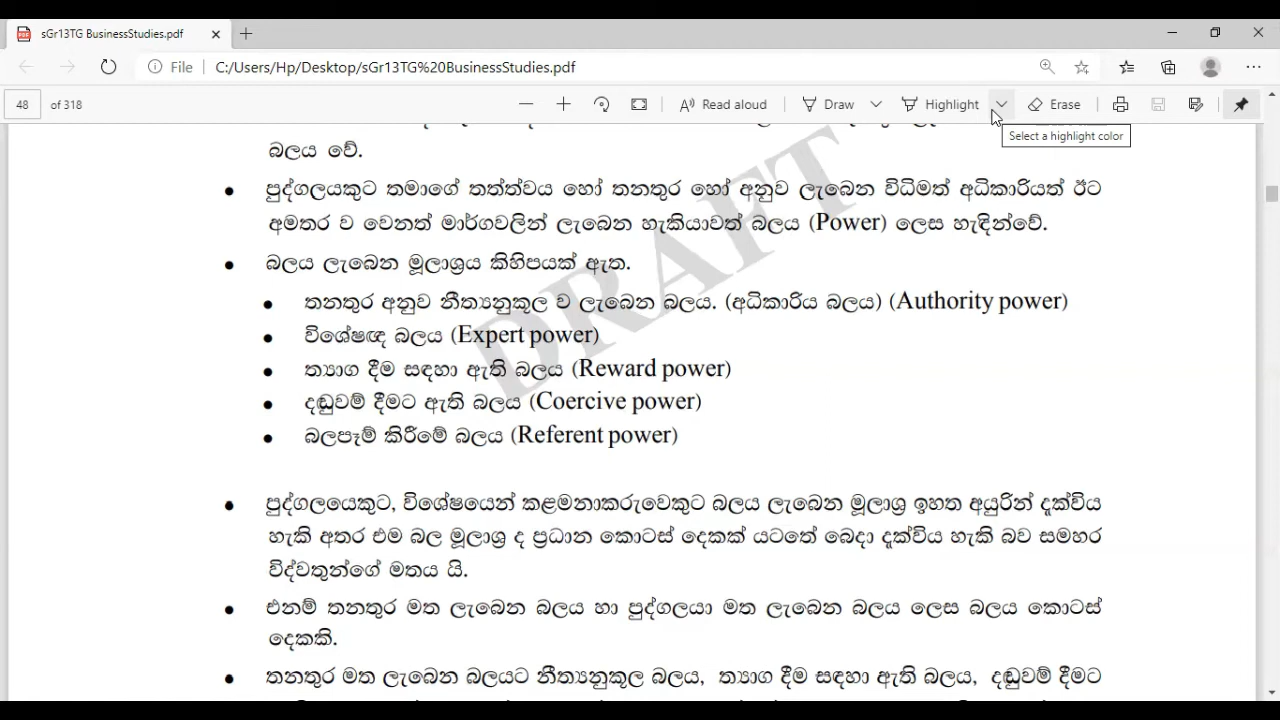 sGr13TG BusinessStudies.pdf
File C:/Users/Hp/Desktop/sGr13TG%20BusinessStudies.pdf
48 of 318 Read aloud Draw Highlight Erase
Select a highlight color
බලය වේ.
• පුද්ගලයකුට තමාගේ තත්ත්වය හෝ තනතුර හෝ අනුව ලැබෙන විධිමත් අධිකාරියත් ඊට
අමතර ව වෙනත් මාර්ගවලින් ලැබෙන හැකියාවත් බලය (Power) ලෙස හැඳින්වේ.
• බලය ලැබෙන මූලාශ්‍රය කිහිපයක් ඇත.
• තනතුර අනුව නීත්‍යනුකූල ව ලැබෙන බලය. (අධිකාරිය බලය) (Authority power)
• විශේෂඥ බලය (Expert power)
• ත්‍යාග දීම සඳහා ඇති බලය (Reward power)
• දඬුවම් දීමට ඇති බලය (Coercive power)
• බලපෑම් කිරීමේ බලය (Referent power)
DRAFT
• පුද්ගලයෙකුට, විශේෂයෙන් කළමනාකරුවෙකුට බලය ලැබෙන මූලාශ්‍ර ඉහත අයුරින් දැක්විය
හැකි අතර එම බල මූලාශ්‍ර ද ප්‍රධාන කොටස් දෙකක් යටතේ බෙදා දැක්විය හැකි බව සමහර
විද්වතුන්ගේ මතය යි.
• එනම් තනතුර මත ලැබෙන බලය හා පුද්ගලයා මත ලැබෙන බලය ලෙස බලය කොටස්
දෙකකි.
• තනතුර මත ලැබෙන බලයට නීත්‍යනුකූල බලය, ත්‍යාග දීම සඳහා ඇති බලය, දඬුවම් දීමට